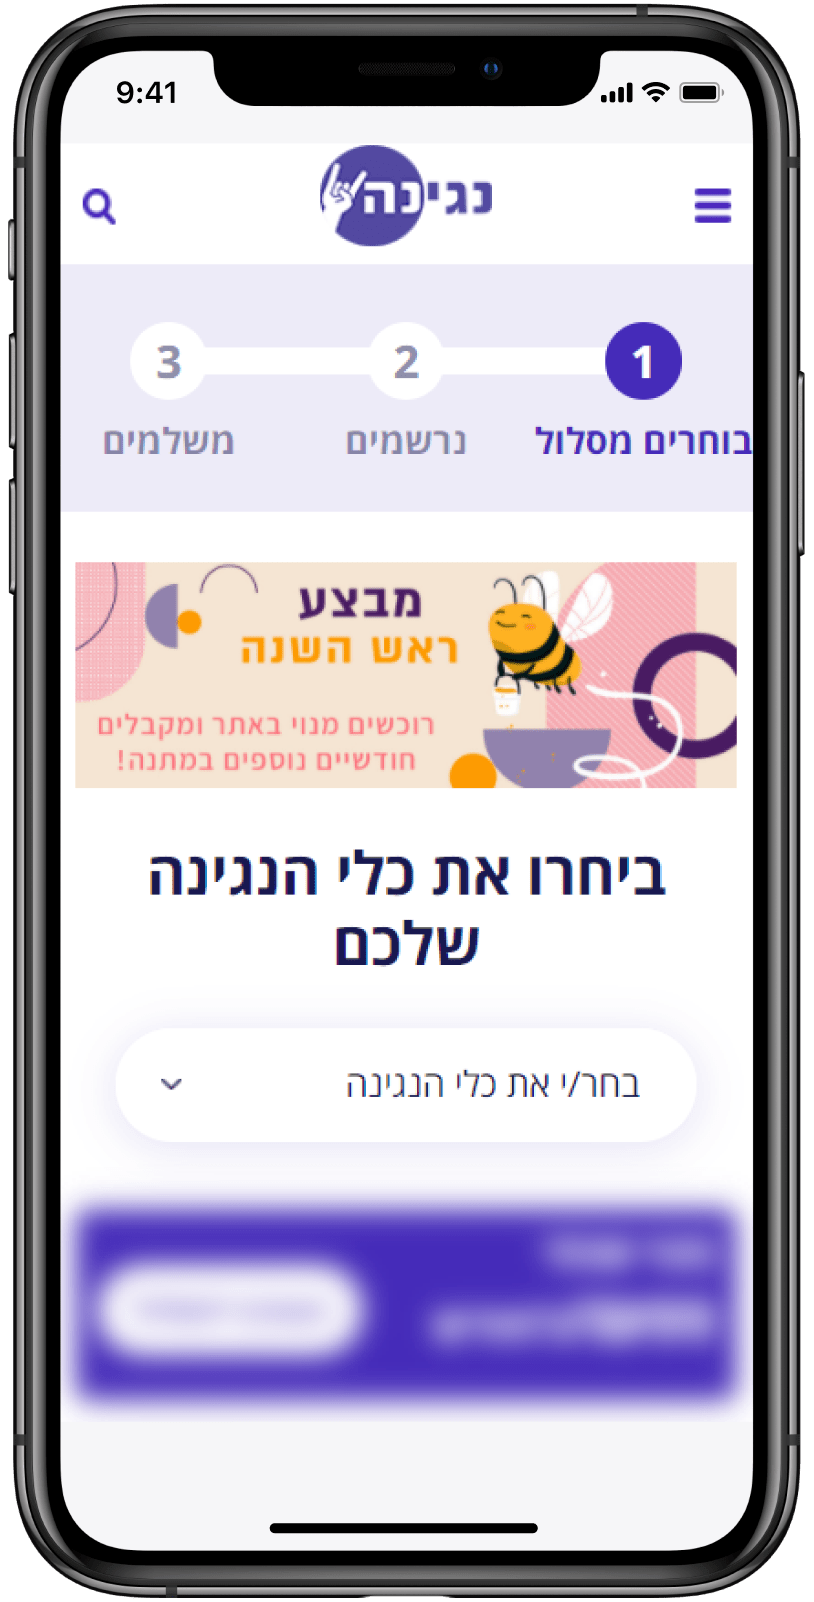 9:41
נגינה
1
2
3
בוחרים מסלול
נרשמים
משלמים
מבצע
ראש השנה
רוכשים מנוי באתר ומקבלים
חודשיים נוספים במתנה!
ביחרו את כלי הנגינה
שלכם
בחר/י את כלי הנגינה